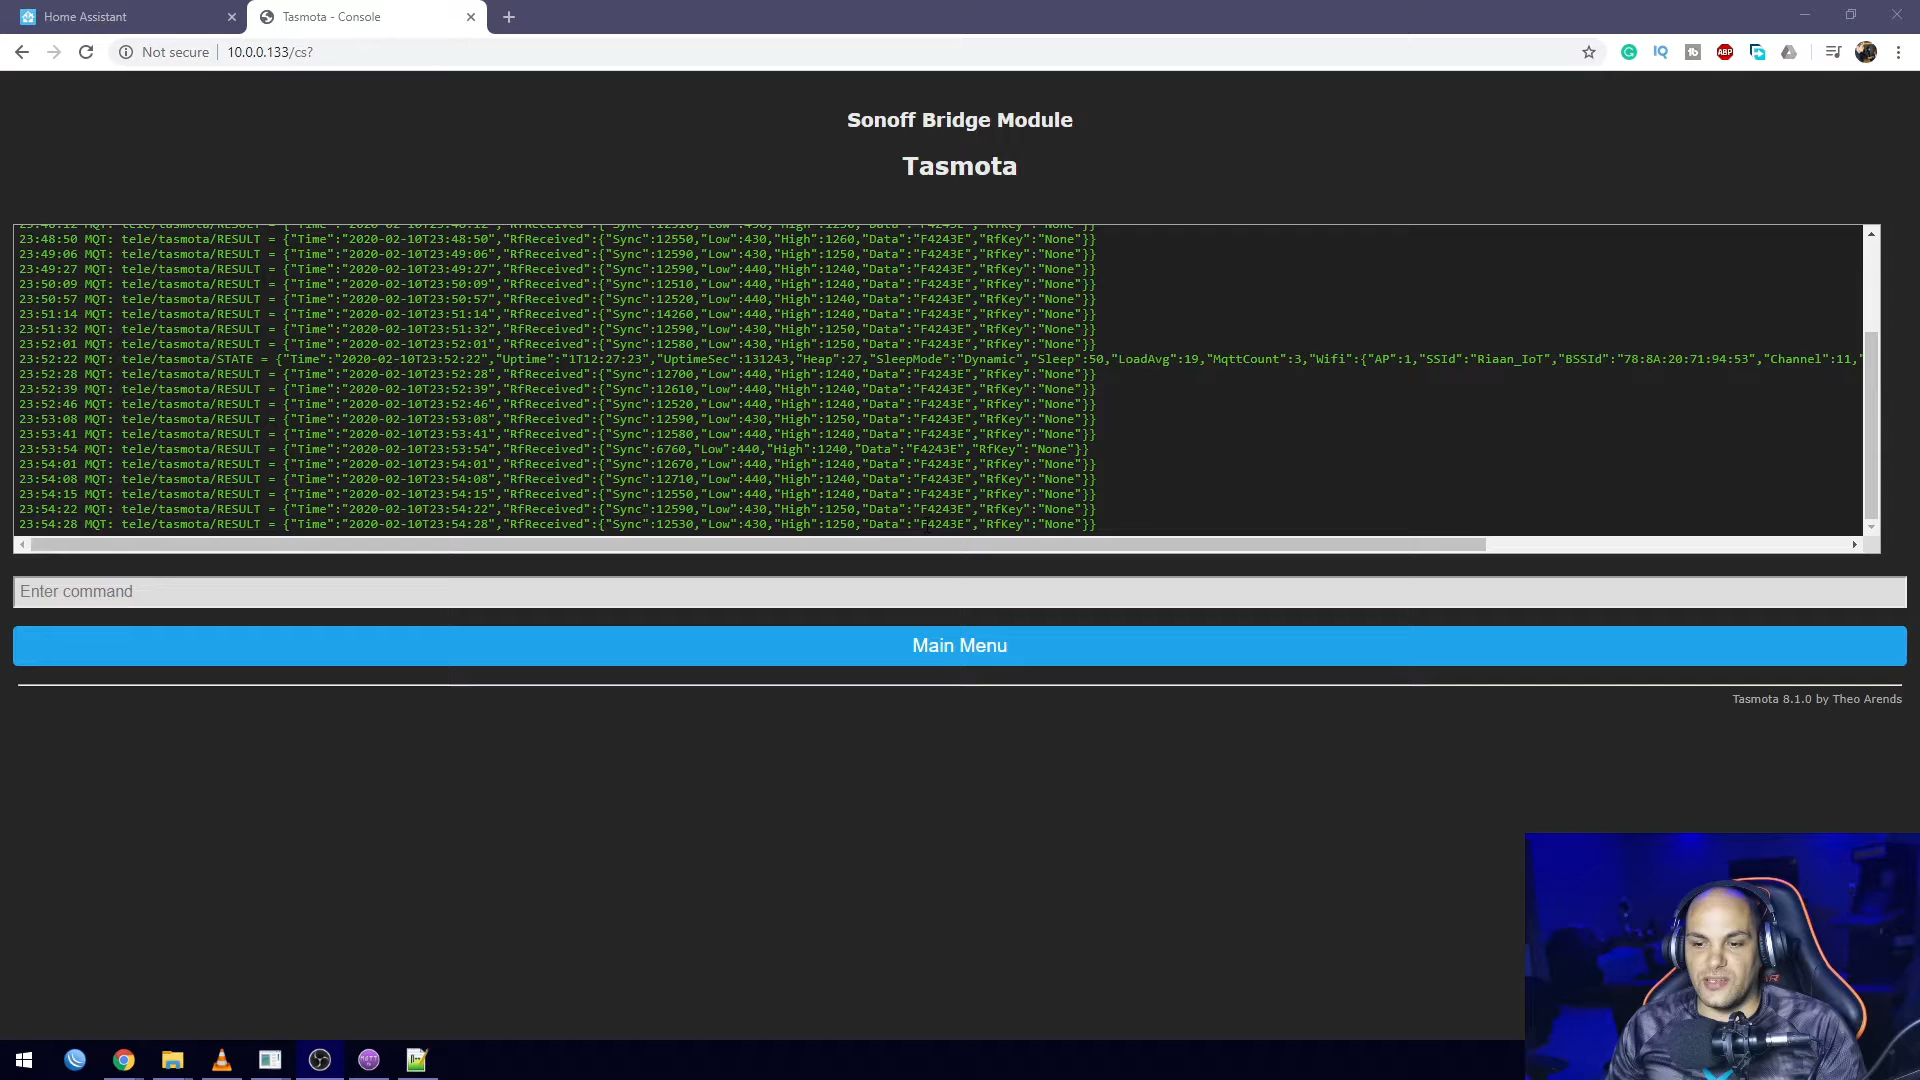 Home Assistant
Tasmota - Console
Not secure
10.0.0.133/cs?
Sonoff Bridge Module
Tasmota
23:48:12 MQT: tele/tasmota/RESULT = {"Time":"2020-02-10T23:48:12","RfReceived":{"Sync":12510,"Low":430,"High":1250,"Data":"F4243E","RfKey":"None"}}
23:48:50 MQT: tele/tasmota/RESULT = {"Time":"2020-02-10T23:48:50","RfReceived":{"Sync":12550,"Low":430,"High":1260,"Data":"F4243E","RfKey":"None"}}
23:49:06 MQT: tele/tasmota/RESULT = {"Time":"2020-02-10T23:49:06","RfReceived":{"Sync":12590,"Low":430,"High":1250,"Data":"F4243E","RfKey":"None"}}
23:49:27 MQT: tele/tasmota/RESULT = {"Time":"2020-02-10T23:49:27","RfReceived":{"Sync":12590,"Low":440,"High":1240,"Data":"F4243E","RfKey":"None"}}
23:50:09 MQT: tele/tasmota/RESULT = {"Time":"2020-02-10T23:50:09","RfReceived":{"Sync":12510,"Low":440,"High":1240,"Data":"F4243E","RfKey":"None"}}
23:50:57 MQT: tele/tasmota/RESULT = {"Time":"2020-02-10T23:50:57","RfReceived":{"Sync":12520,"Low":440,"High":1240,"Data":"F4243E","RfKey":"None"}}
23:51:14 MQT: tele/tasmota/RESULT = {"Time":"2020-02-10T23:51:14","RfReceived":{"Sync":14260,"Low":440,"High":1240,"Data":"F4243E","RfKey":"None"}}
23:51:32 MQT: tele/tasmota/RESULT = {"Time":"2020-02-10T23:51:32","RfReceived":{"Sync":12590,"Low":430,"High":1250,"Data":"F4243E","RfKey":"None"}}
23:52:01 MQT: tele/tasmota/RESULT = {"Time":"2020-02-10T23:52:01","RfReceived":{"Sync":12580,"Low":440,"High":1240,"Data":"F4243E","RfKey":"None"}}
23:52:22 MQT: tele/tasmota/STATE = {"Time":"2020-02-10T23:52:22","Uptime":"1T12:27:23","UptimeSec":131243,"Heap":27,"SleepMode":"Dynamic","Sleep":50,"LoadAvg":19,"MqttCount":3,"Wifi":{"AP":1,"SSId":"Riaan_IoT","BSSId":"78:8A:20:71:94:53","Channel":11,"
23:52:28 MQT: tele/tasmota/RESULT = {"Time":"2020-02-10T23:52:28","RfReceived":{"Sync":12700,"Low":440,"High":1240,"Data":"F4243E","RfKey":"None"}}
23:52:39 MQT: tele/tasmota/RESULT = {"Time":"2020-02-10T23:52:39","RfReceived":{"Sync":12610,"Low":440,"High":1240,"Data":"F4243E","RfKey":"None"}}
23:52:46 MQT: tele/tasmota/RESULT = {"Time":"2020-02-10T23:52:46","RfReceived":{"Sync":12520,"Low":440,"High":1240,"Data":"F4243E","RfKey":"None"}}
23:53:08 MQT: tele/tasmota/RESULT = {"Time":"2020-02-10T23:53:08","RfReceived":{"Sync":12590,"Low":430,"High":1250,"Data":"F4243E","RfKey":"None"}}
23:53:41 MQT: tele/tasmota/RESULT = {"Time":"2020-02-10T23:53:41","RfReceived":{"Sync":12580,"Low":440,"High":1240,"Data":"F4243E","RfKey":"None"}}
23:53:54 MQT: tele/tasmota/RESULT = {"Time":"2020-02-10T23:53:54","RfReceived":{"Sync":6760,"Low":440,"High":1240,"Data":"F4243E","RfKey":"None"}}
23:54:01 MQT: tele/tasmota/RESULT = {"Time":"2020-02-10T23:54:01","RfReceived":{"Sync":12670,"Low":440,"High":1240,"Data":"F4243E","RfKey":"None"}}
23:54:08 MQT: tele/tasmota/RESULT = {"Time":"2020-02-10T23:54:08","RfReceived":{"Sync":12710,"Low":440,"High":1240,"Data":"F4243E","RfKey":"None"}}
23:54:15 MQT: tele/tasmota/RESULT = {"Time":"2020-02-10T23:54:15","RfReceived":{"Sync":12550,"Low":440,"High":1240,"Data":"F4243E","RfKey":"None"}}
23:54:22 MQT: tele/tasmota/RESULT = {"Time":"2020-02-10T23:54:22","RfReceived":{"Sync":12590,"Low":430,"High":1250,"Data":"F4243E","RfKey":"None"}}
23:54:28 MQT: tele/tasmota/RESULT = {"Time":"2020-02-10T23:54:28","RfReceived":{"Sync":12530,"Low":430,"High":1250,"Data":"F4243E","RfKey":"None"}}
Enter command
Main Menu
Tasmota 8.1.0 by Theo Arends